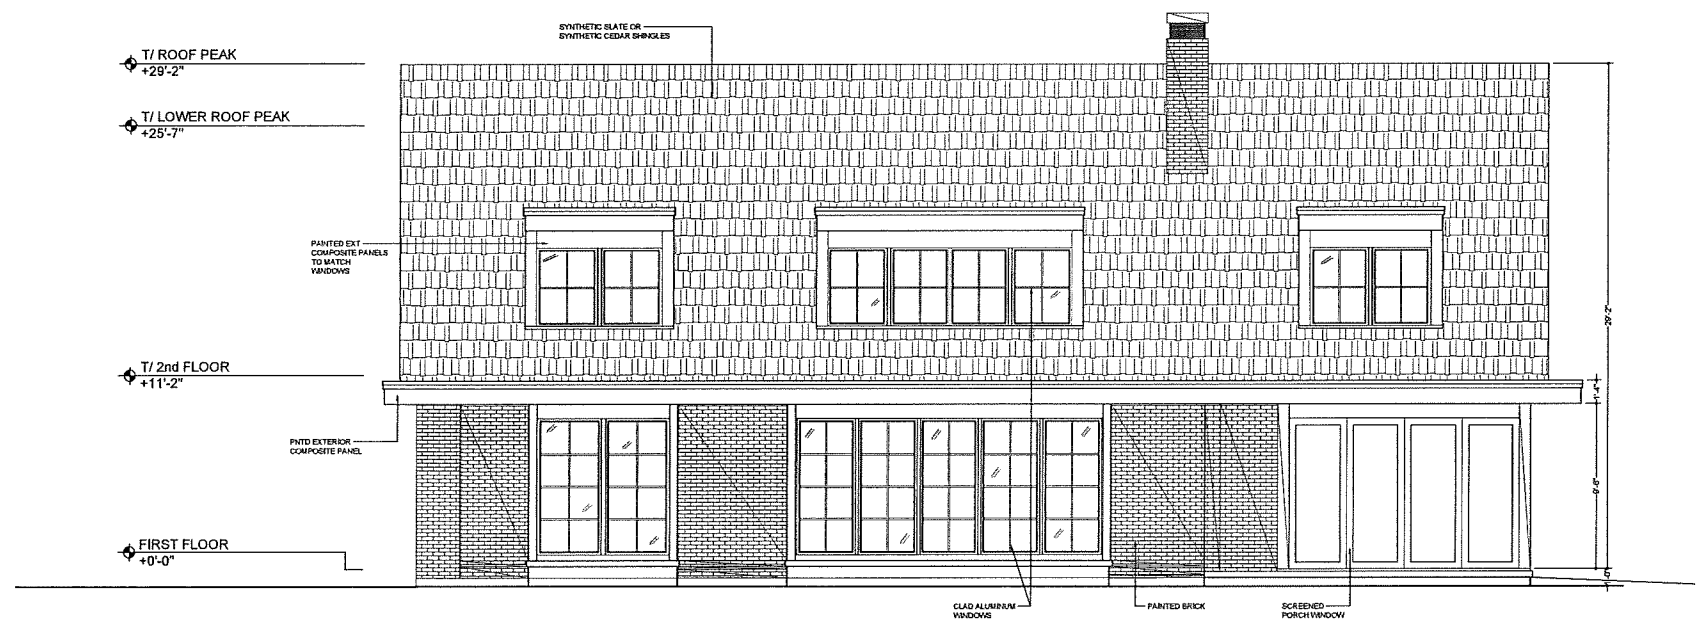 SYNTHETIC SLATE OR
SYNTHETIC CEDAR SHINGLES
T/ ROOF PEAK
+29'-2"
T/ LOWER ROOF PEAK
+25'-7"
PAINTED EXT
COMPOSITE PANELS
TO MATCH
WINDOWS
29'-2"
T/ 2nd FLOOR
+11'-2"
1'-4"
PNTD EXTERIOR
COMPOSITE PANEL
9'-8"
FIRST FLOOR
+0'-0"
CLAD ALUMINUM
WINDOWS
PAINTED BRICK
SCREENED
PORCH WINDOW